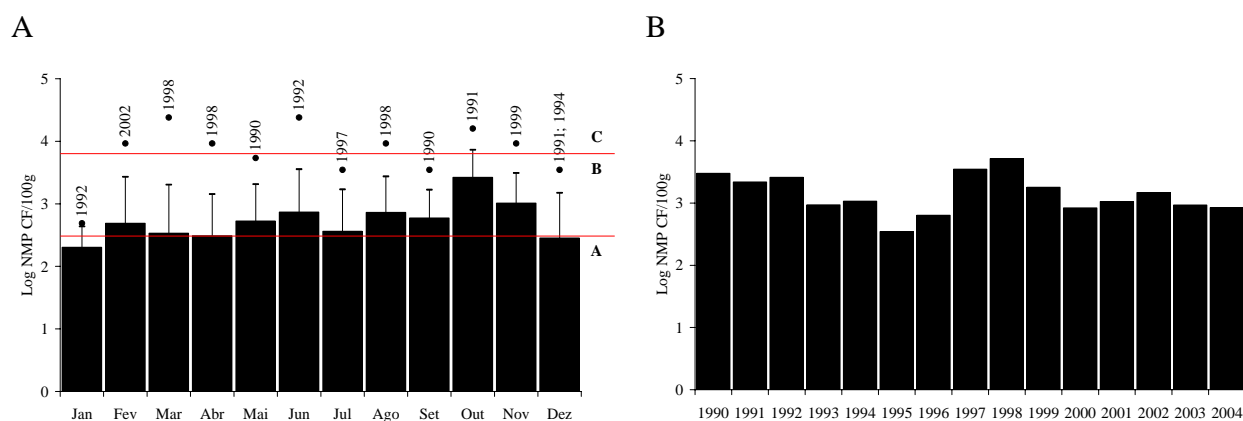 A
Log NMP CF/100g
5
4
3
2
1
0
1992
2002
1998
1998
1990
1992
1997
1998
1990
1991
1999
1991; 1994
C
B
A
Jan Fev Mar Abr Mai Jun Jul Ago Set Out Nov Dez
B
Log NMP CF/100g
5
4
3
2
1
0
1990 1991 1992 1993 1994 1995 1996 1997 1998 1999 2000 2001 2002 2003 2004